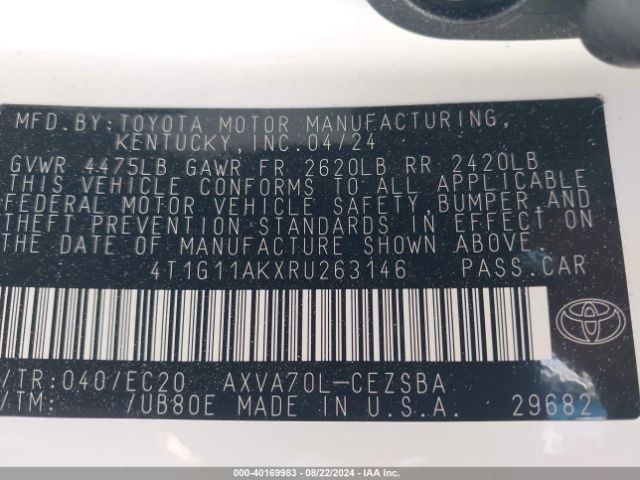 MFD.BY:TOYOTA MOTOR MANUFACTURING,
KENTUCKY INC 04/24
GVWR 4475LB GAWR FR 2620LB RR 2420LB
THIS VEHICLE CONFORMS TO ALL APPLICABLE
FEDERAL MOTOR VEHICLE SAFETY, BUMPER, AND
THEFT PREVENTION STANDARDS IN EFFECT ON
THE DATE OF MANUFACTURE SHOWN ABOVE.
4T1G11AKXRU263146 PASS.CAR
/TR:040/EC20 AXVA70L-CEZSBA
/TM: /UB80E MADE IN U.S.A. 29682
000-40169983 - 08/22/2024 - IAA Inc.